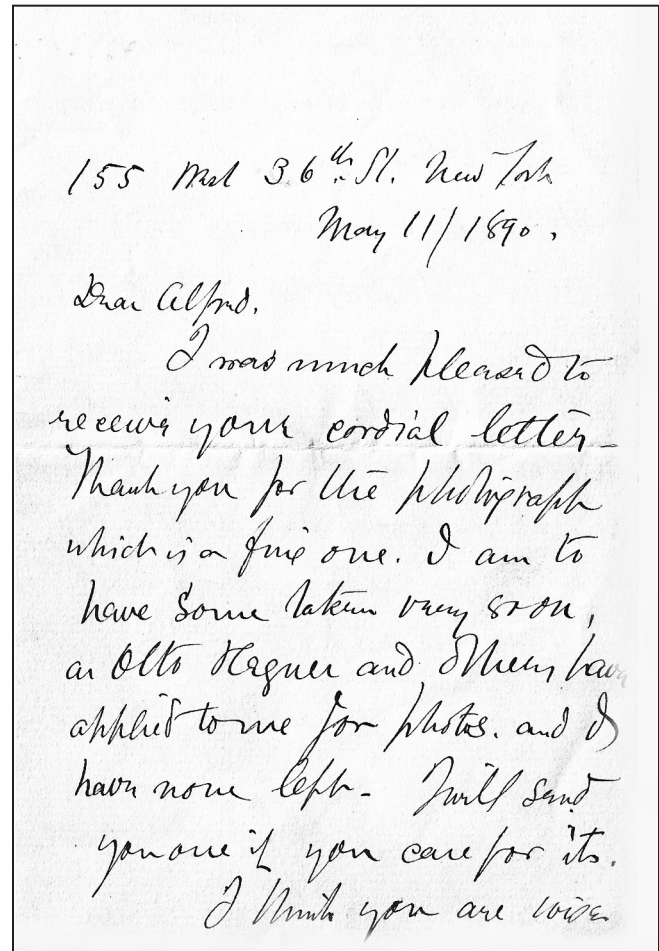 155 West 36th St. New York
May 11/1890.
Dear Alfred.
I was much pleased to
receive your cordial letter-
Thank you for the photograph
which is a fine one. I am to
have some taken very soon,
as Otto Hegner and others have
applied to me for photos. and I
have none left- I will send
you one if you care for it.
I think you are wise